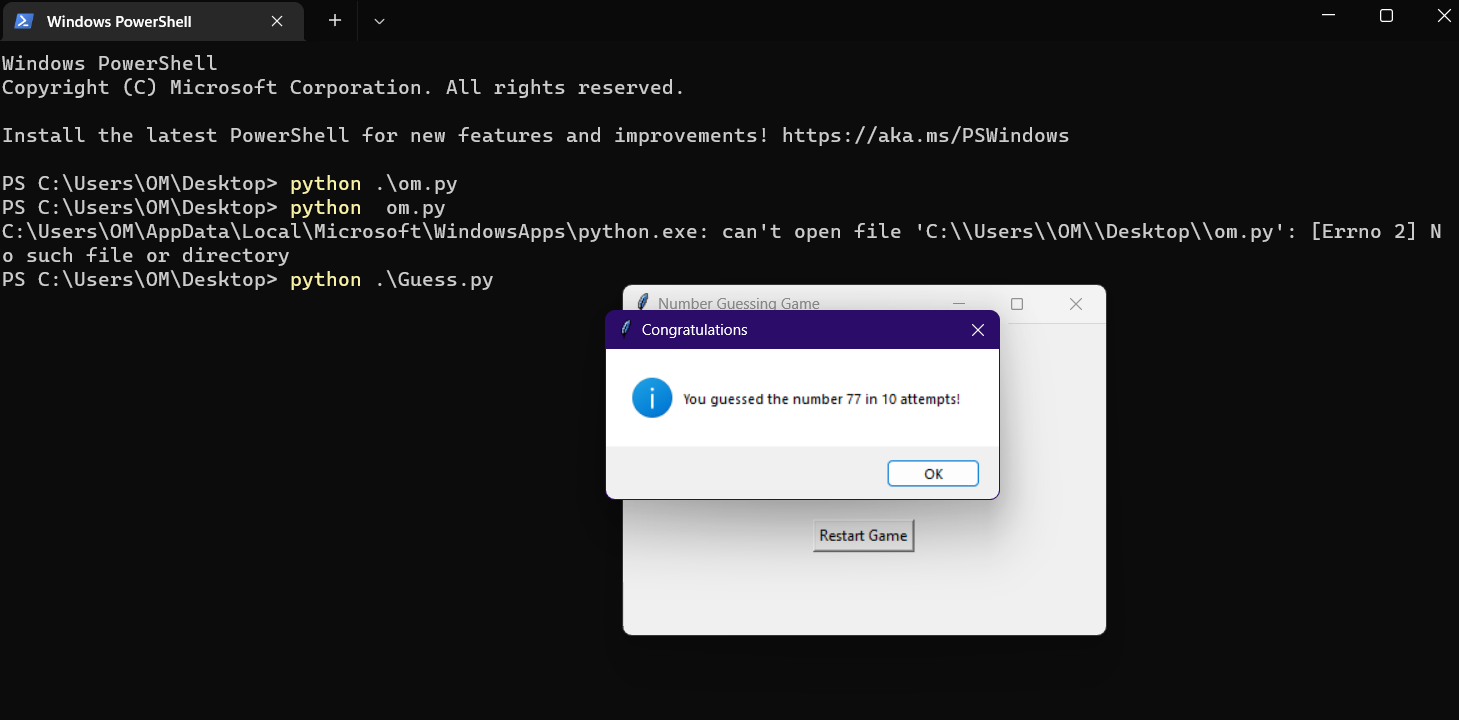 Windows PowerShell
Windows PowerShell
Copyright (C) Microsoft Corporation. All rights reserved.
Install the latest PowerShell for new features and improvements! https://aka.ms/PSWindows
PS C:\Users\OM\Desktop> python .\om.py
PS C:\Users\OM\Desktop> python  om.py
C:\Users\OM\AppData\Local\Microsoft\WindowsApps\python.exe: can't open file 'C:\\Users\\OM\\Desktop\\om.py': [Errno 2] N
o such file or directory
PS C:\Users\OM\Desktop> python .\Guess.py
Number Guessing Game
Congratulations
You guessed the number 77 in 10 attempts!
OK
Restart Game